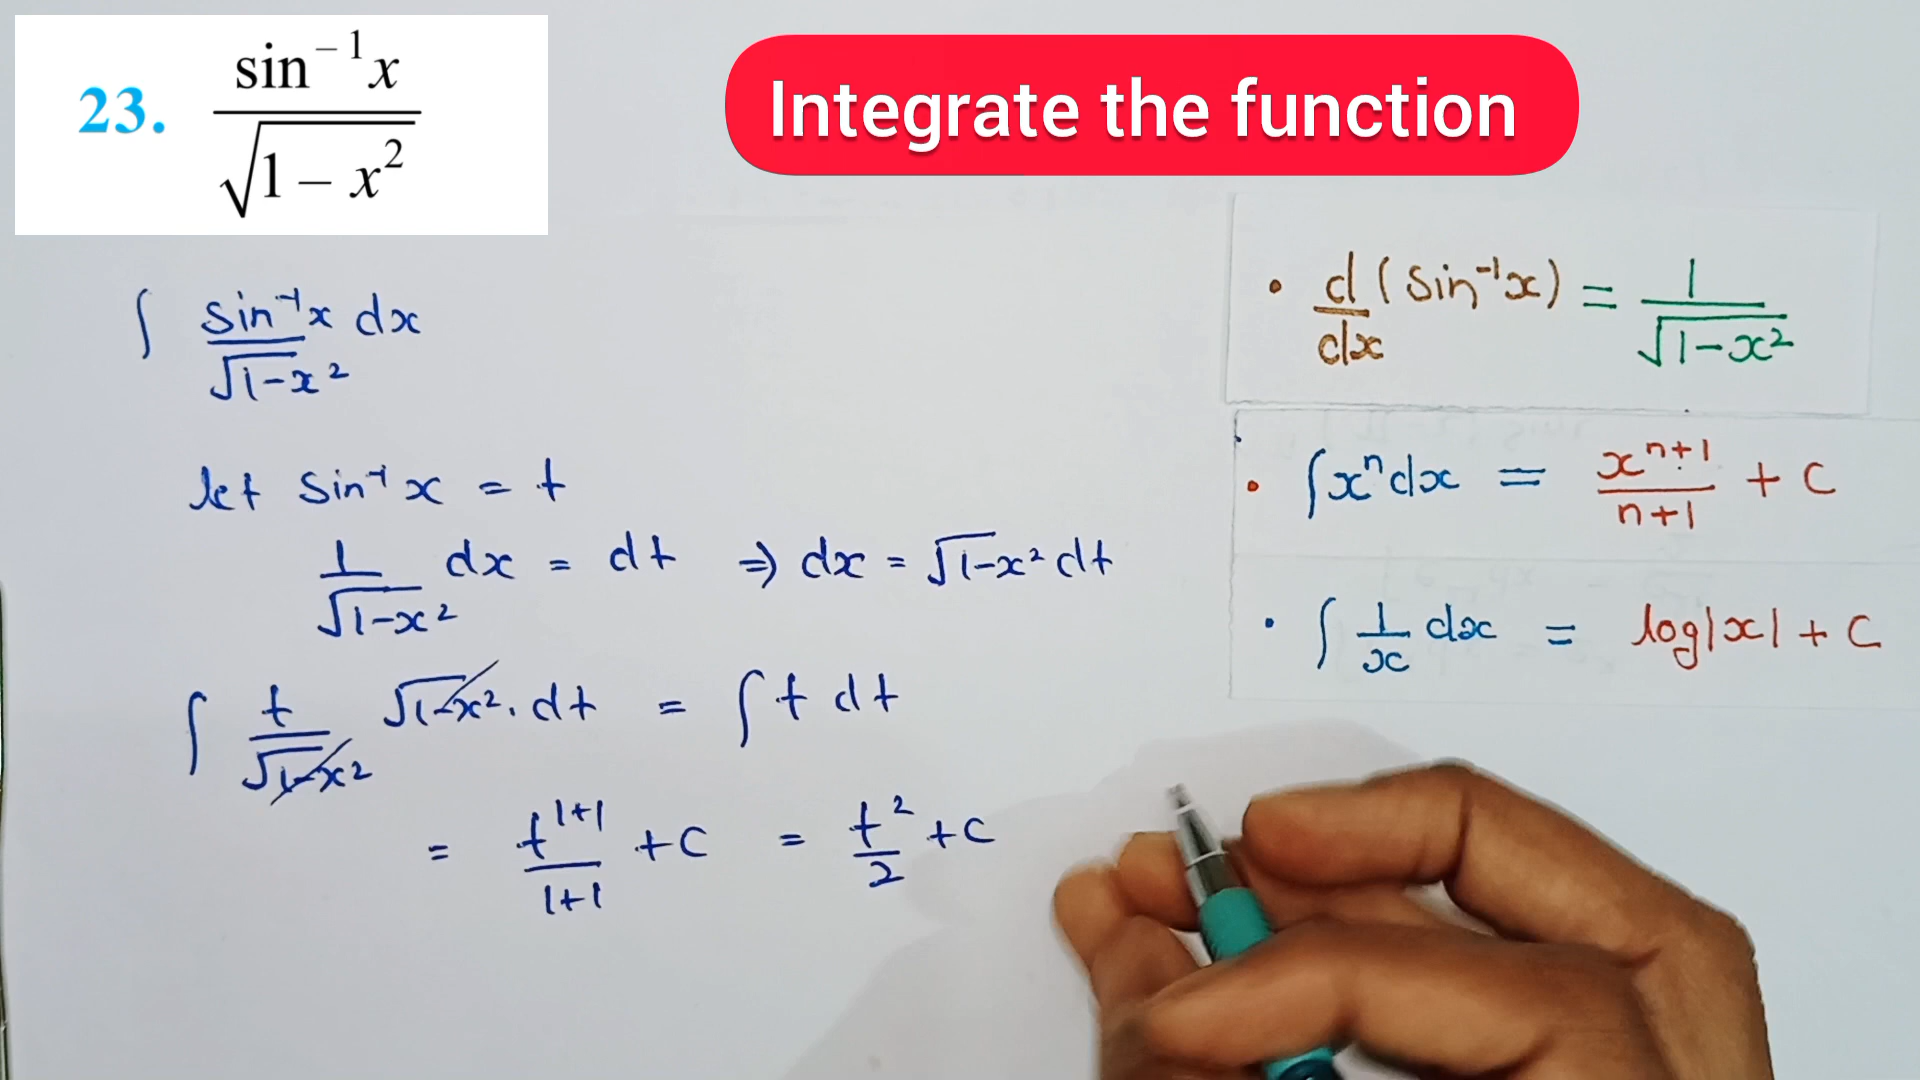 23. sin⁻¹x / √(1 – x²)
Integrate the function
∫ sin⁻¹x / √(1-x²) dx
let sin⁻¹x = t
1/√(1-x²) dx = dt ⇒ dx = √(1-x²) dt
∫ t/√(1-x²) √(1-x²) . dt = ∫ t dt
= t¹⁺¹/(1+1) + C = t²/2 + C
• d/dx (sin⁻¹x) = 1/√(1-x²)
• ∫xⁿdx = xⁿ⁺¹/(n+1) + C
• ∫ 1/x dx = log|x| + C